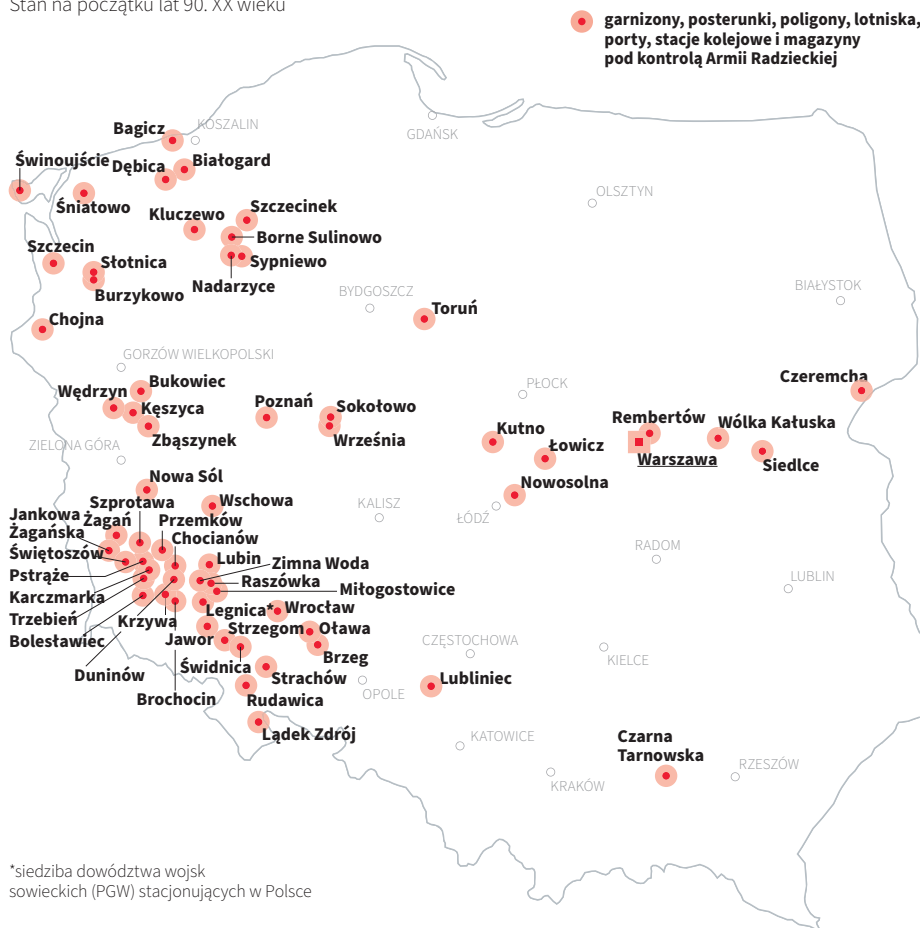 Stan na początku lat 90. XX wieku
garnizony, posterunki, poligony, lotniska,
porty, stacje kolejowe i magazyny
pod kontrolą Armii Radzieckiej
Bagicz
KOSZALIN
GDAŃSK
Świnoujście
Dębica
Białogard
OLSZTYN
Śniatowo
Kluczewo
Szczecinek
Borne Sulinowo
Szczecin
Słotnica
Sypniewo
Burzykowo
Nadarzyce
BYDGOSZCZ
BIAŁYSTOK
Chojna
Toruń
GORZÓW WIELKOPOLSKI
Czeremcha
Wędrzyn
Bukowiec
PŁOCK
Kęszyca
Poznań
Sokołowo
Rembertów
Wólka Kałuska
Zbąszynek
Września
Kutno
ZIELONA GÓRA
Łowicz
Warszawa
Siedlce
Nowa Sól
Nowosolna
Szprotawa
Wschowa
KALISZ
ŁÓDŹ
Jankowa
Żagańska
Żagań
Przemków
Chocianów
Świętoszów
Lubin
Zimna Woda
RADOM
Pstrąże
Raszówka
LUBLIN
Karczmarka
Miłogostowice
Trzebień
Krzywa
Legnica*
Wrocław
Bolesławiec
Jawor
Strzegom
Oława
CZĘSTOCHOWA
KIELCE
Duninów
Świdnica
Brzeg
Brochocin
Strachów
OPOLE
Lubliniec
Rudawica
Lądek Zdrój
KATOWICE
Czarna
Tarnowska
KRAKÓW
RZESZÓW
*siedziba dowództwa wojsk
sowieckich (PGW) stacjonujących w Polsce